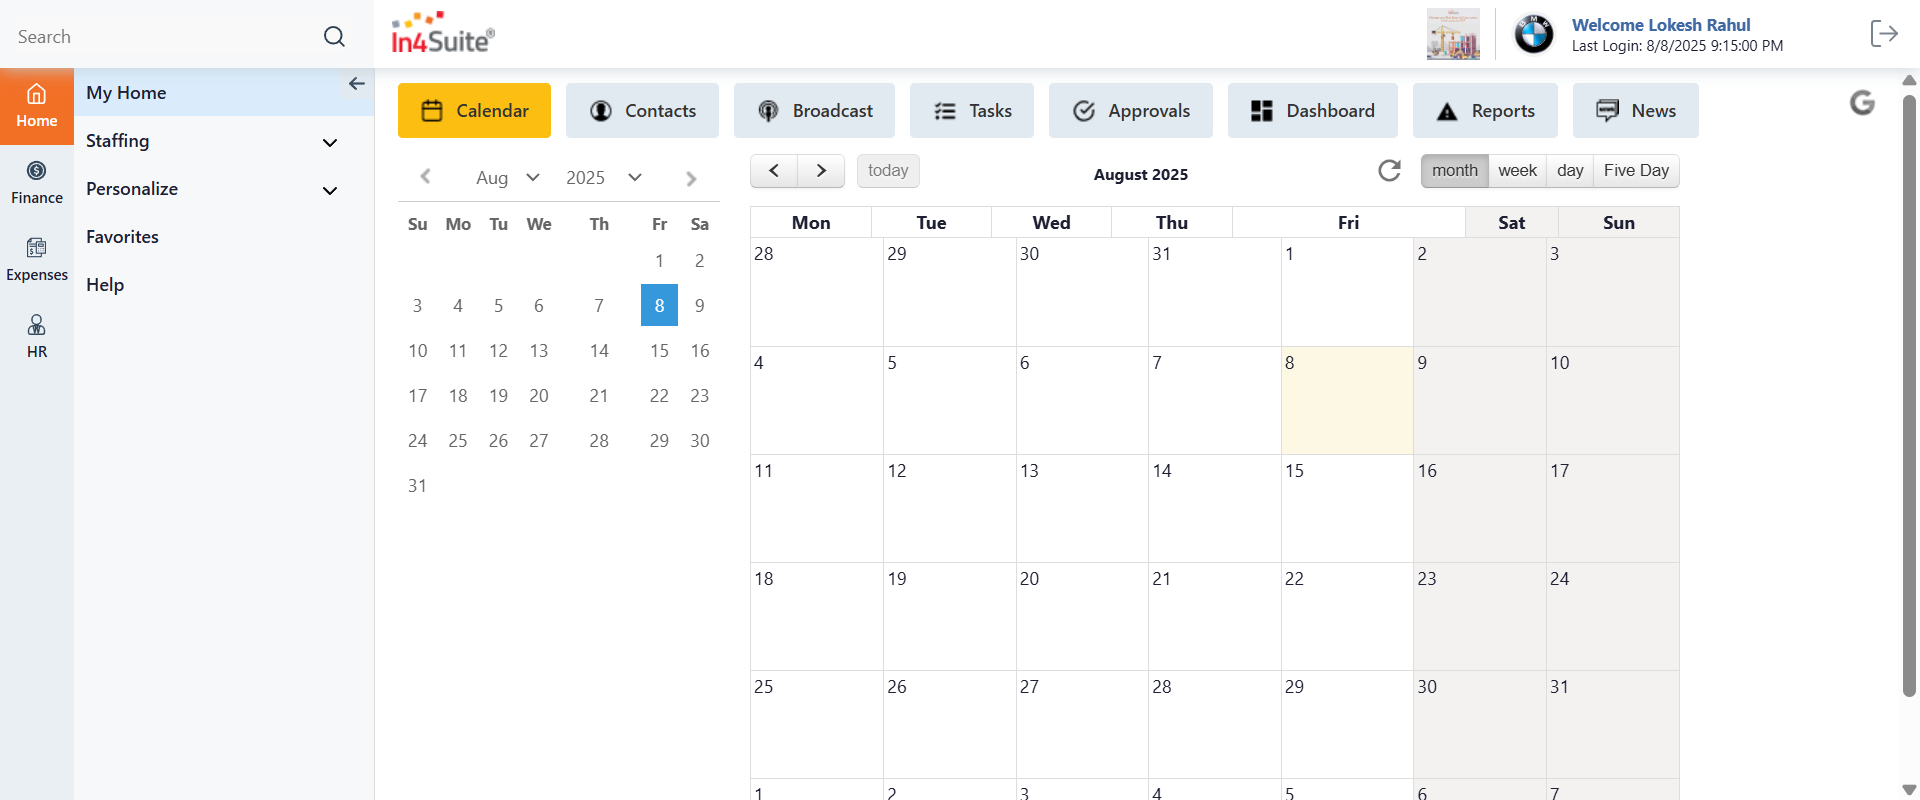 Search
In4Suite®
Welcome Lokesh Rahul
Last Login: 8/8/2025 9:15:00 PM
Home
Finance
Expenses
HR
My Home
Staffing
Personalize
Favorites
Help
Calendar
Contacts
Broadcast
Tasks
Approvals
Dashboard
Reports
News
G
Aug 2025
Su Mo Tu We Th Fr Sa
1 2
3 4 5 6 7 8 9
10 11 12 13 14 15 16
17 18 19 20 21 22 23
24 25 26 27 28 29 30
31
today
August 2025
month week day Five Day
Mon Tue Wed Thu Fri Sat Sun
28 29 30 31 1 2 3
4 5 6 7 8 9 10
11 12 13 14 15 16 17
18 19 20 21 22 23 24
25 26 27 28 29 30 31
1 2 3 4 5 6 7
BMW